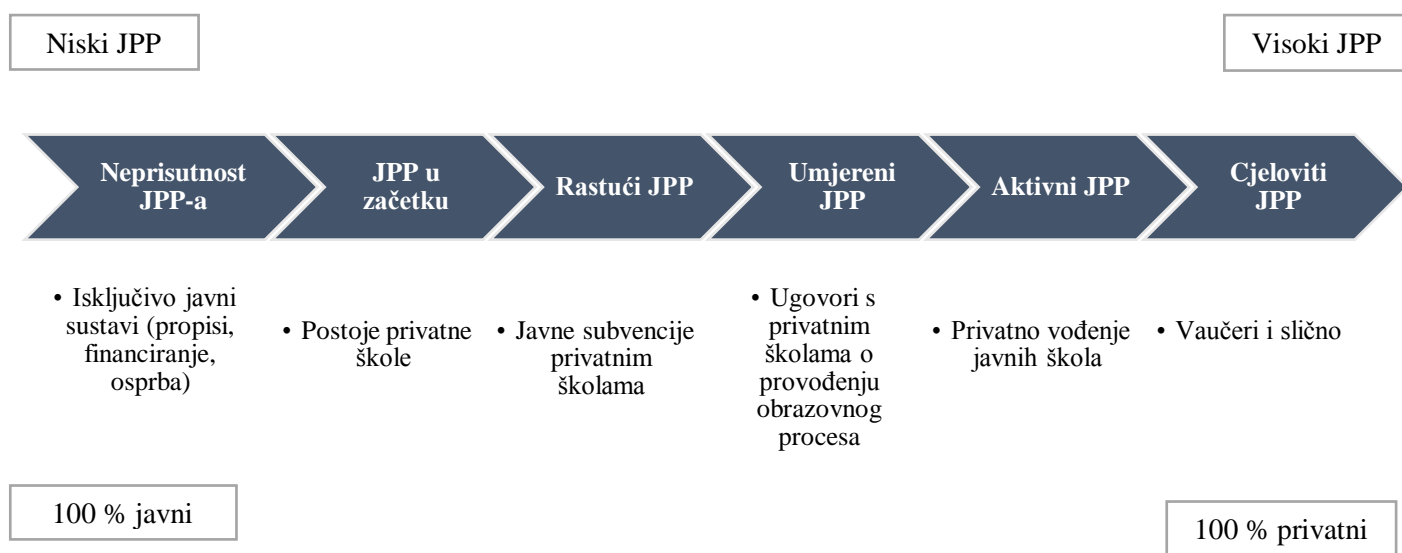 Niski JPP
Visoki JPP
Neprisutnost
JPP-a
JPP u
začetku
Rastući JPP
Umjereni
JPP
Aktivni JPP
Cjeloviti
JPP
• Isključivo javni
sustavi (propisi,
financiranje,
osprba)
• Postoje privatne
škole
• Javne subvencije
privatnim
školama
• Ugovori s
privatnim
školama o
provođenju
obrazovnog
procesa
• Privatno vođenje
javnih škola
• Vaučeri i slično
100 % javni
100 % privatni